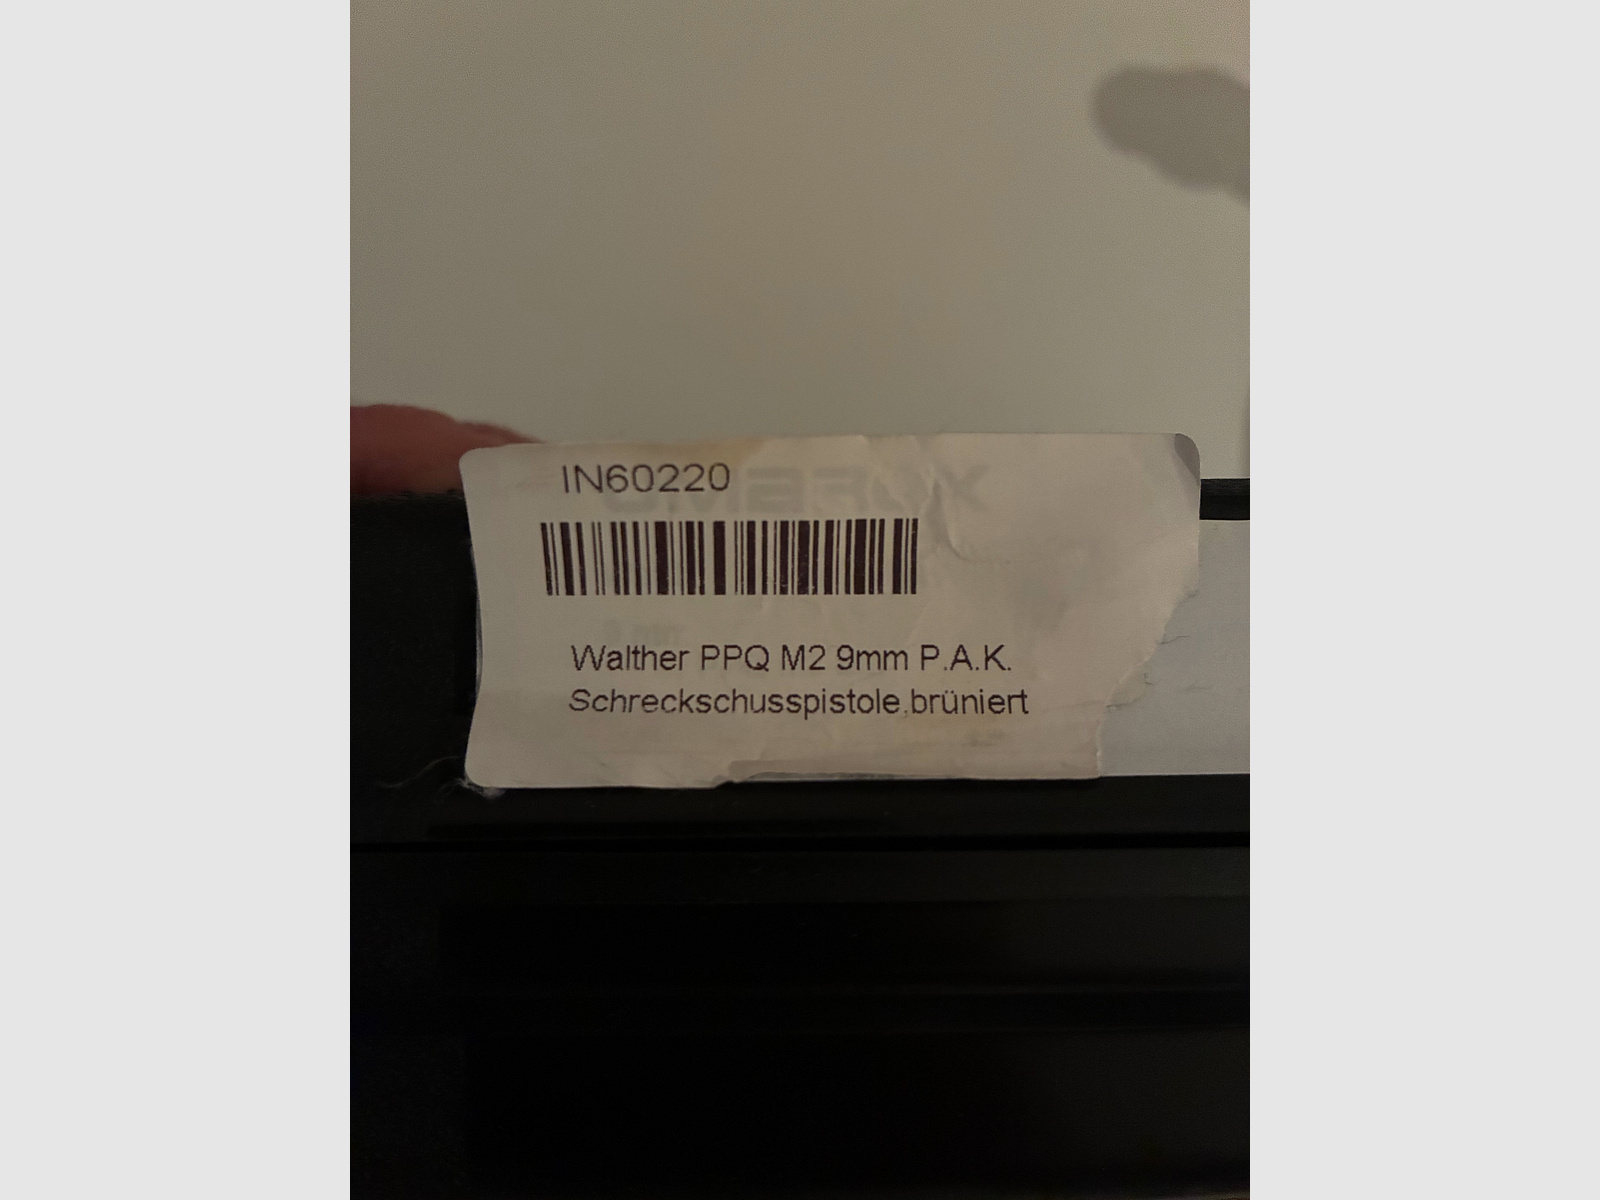 IN60220
Walther PPQ M2 9mm P.A.K.
Schreckschusspistole,brüniert